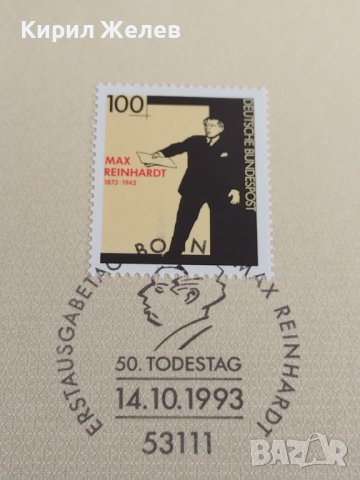 Кирил Желев
100
DEUTSCHE BUNDESPOST
MAX
REINHARDT
1873-1943
BONN
ERSTAUSGABETAG
MAX REINHARDT
50. TODESTAG
14.10.1993
53111
BAZAR